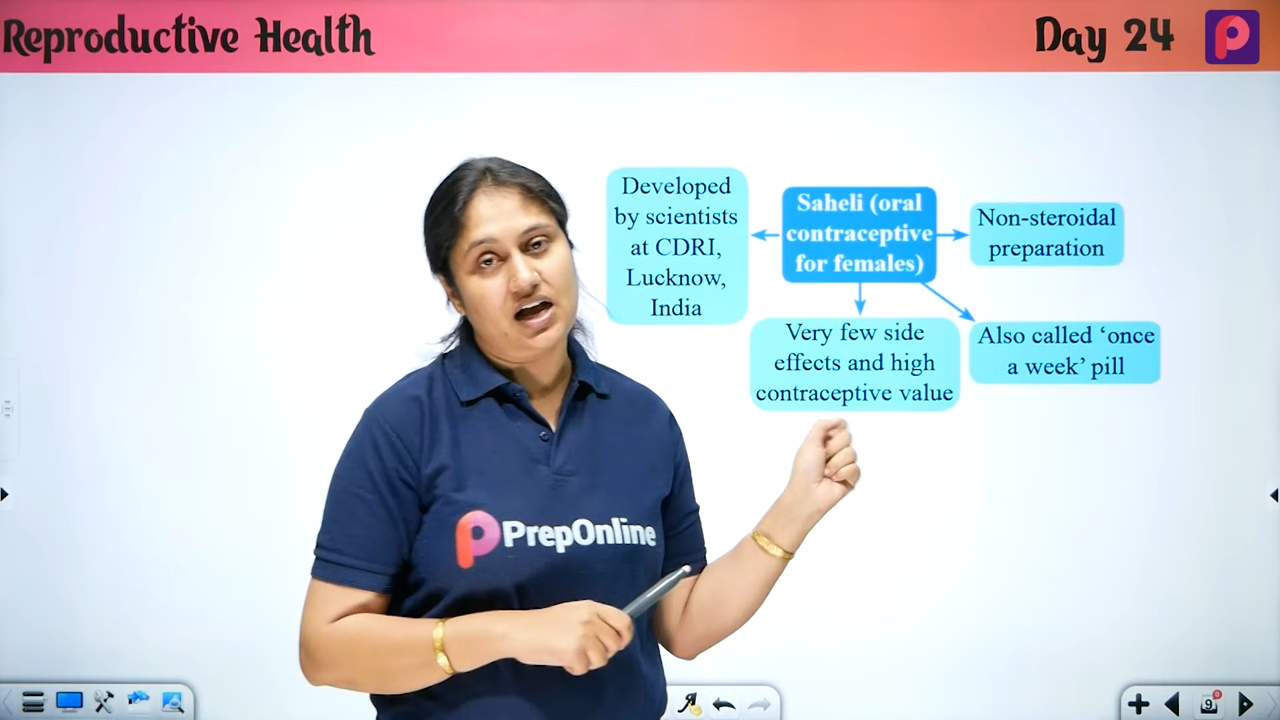 Reproductive Health
Day 24
Developed
by scientists
at CDRI,
Lucknow,
India
Saheli (oral
contraceptive
for females)
Non-steroidal
preparation
Very few side
effects and high
contraceptive value
Also called ‘once
a week’ pill
PrepOnline
9